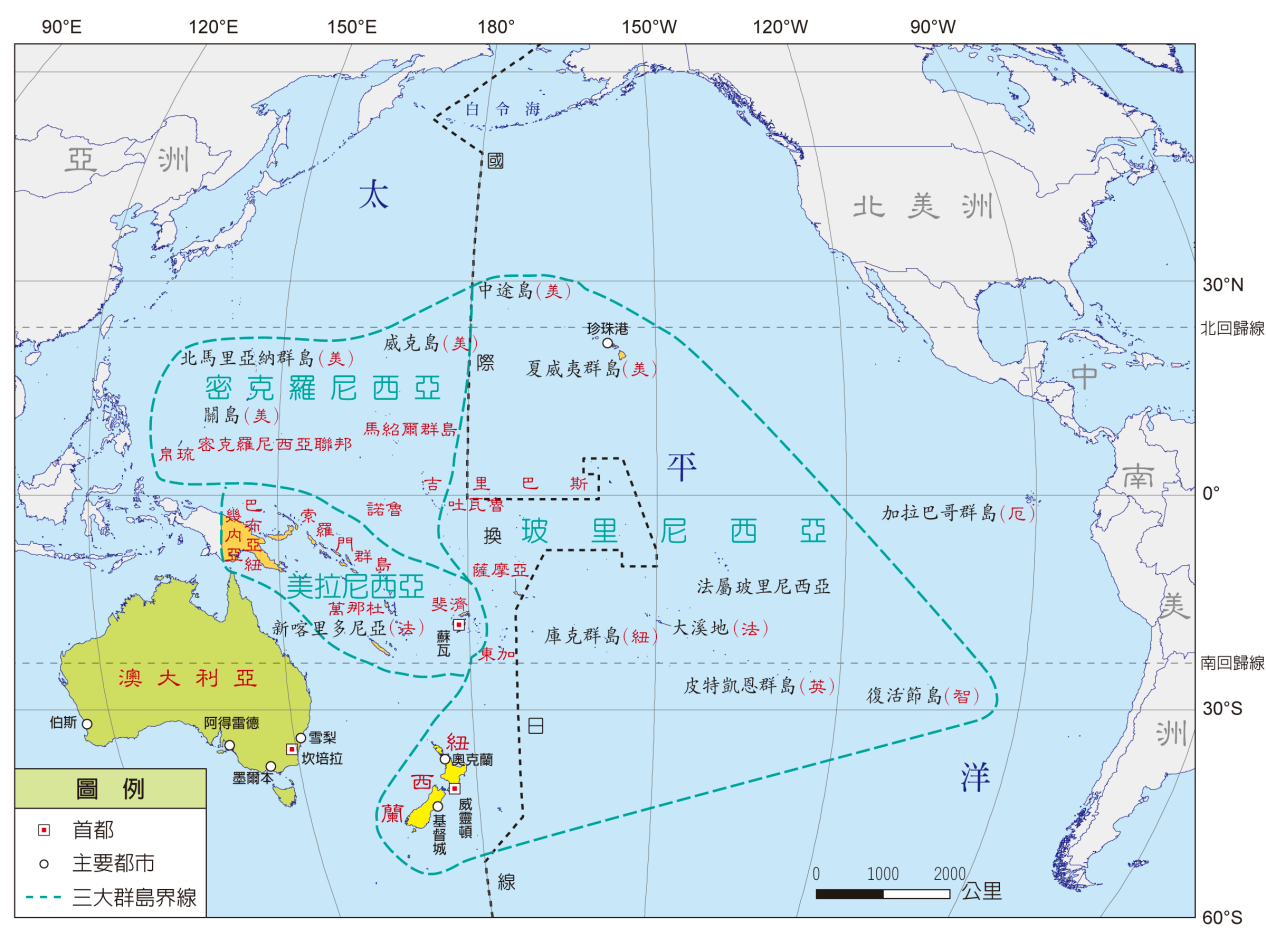 90°E 120°E 150°E 180° 150°W 120°W 90°W
白令海
亞洲
國
太
北美洲
中途島(美)
30°N
珍珠港
北回歸線
威克島(美)
北馬里亞納群島(美)
際
夏威夷群島(美)
中
密克羅尼西亞
關島(美)
馬紹爾群島
密克羅尼西亞聯邦
帛琉
平
南
吉里巴斯
0°
諾魯
吐瓦魯
加拉巴哥群島(厄)
巴布亞紐
幾內亞
索羅門群島
換
玻里尼西亞
薩摩亞
美拉尼西亞
法屬玻里尼西亞
萬那杜
斐濟
美
新喀里多尼亞(法)
蘇瓦
庫克群島(紐)
大溪地(法)
東加
南回歸線
澳大利亞
皮特凱恩群島(英)
復活節島(智)
30°S
伯斯
阿得雷德
雪梨
日
洲
坎培拉
墨爾本
紐西蘭
奧克蘭
威靈頓
基督城
洋
線
圖例
首都
主要都市
三大群島界線
0 1000 2000公里
60°S